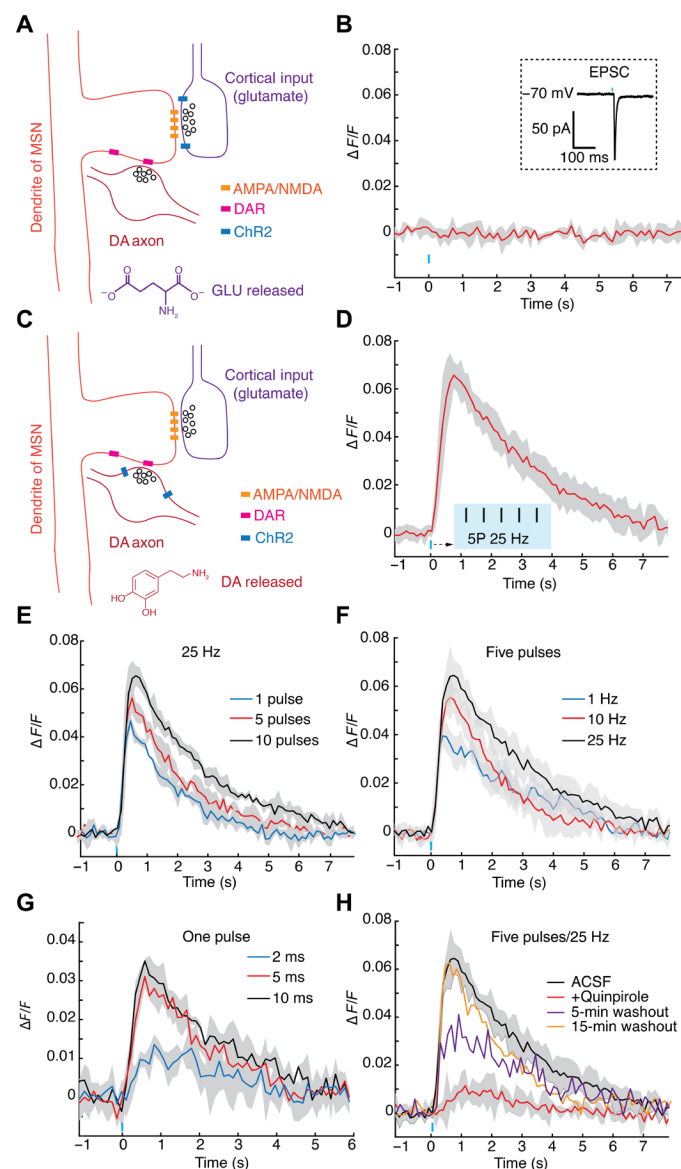 A
Dendrite of MSN
Cortical input
(glutamate)
AMPA/NMDA
DAR
ChR2
DA axon
O
O
−O
O−
NH2
GLU released
B
0.08
0.06
0.04
0.02
0
0.02
0.04
0.06
ΔF/F
EPSC
−70 mV
50 pA
100 ms
−1 0 1 2 3 4 5 6 7
Time (s)
C
Dendrite of MSN
Cortical input
(glutamate)
AMPA/NMDA
DAR
ChR2
DA axon
NH2
HO
OH
DA released
D
0.08
0.06
0.04
0.02
0
ΔF/F
5P 25 Hz
−1 0 1 2 3 4 5 6 7
Time (s)
E
25 Hz
0.08
0.06
0.04
0.02
0
ΔF/F
1 pulse
5 pulses
10 pulses
−1 0 1 2 3 4 5 6 7
Time (s)
F
Five pulses
0.08
0.06
0.04
0.02
0
ΔF/F
1 Hz
10 Hz
25 Hz
−1 0 1 2 3 4 5 6 7
Time (s)
G
One pulse
0.04
0.03
0.02
0.01
0
ΔF/F
2 ms
5 ms
10 ms
−1 0 1 2 3 4 5 6
Time (s)
H
Five pulses/25 Hz
0.08
0.06
0.04
0.02
0
ΔF/F
ACSF
+Quinpirole
5-min washout
15-min washout
−1 0 1 2 3 4 5 6 7
Time (s)